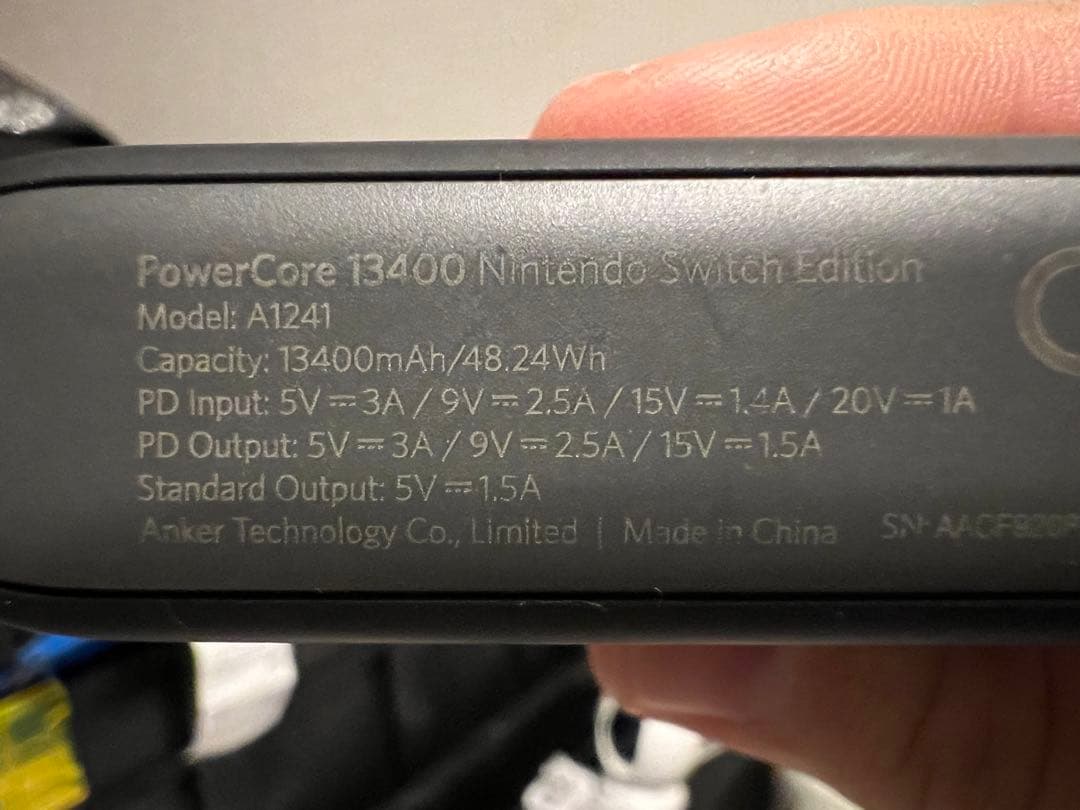 PowerCore 13400 Nintendo Switch Edition
Model: A1241
Capacity: 13400mAh/48.24Wh
PD Input: 5V⎓3A / 9V⎓2.5A / 15V⎓1.4A / 20V⎓1A
PD Output: 5V⎓3A / 9V⎓2.5A / 15V⎓1.5A
Standard Output: 5V⎓1.5A
Anker Technology Co., Limited | Made in China SN: